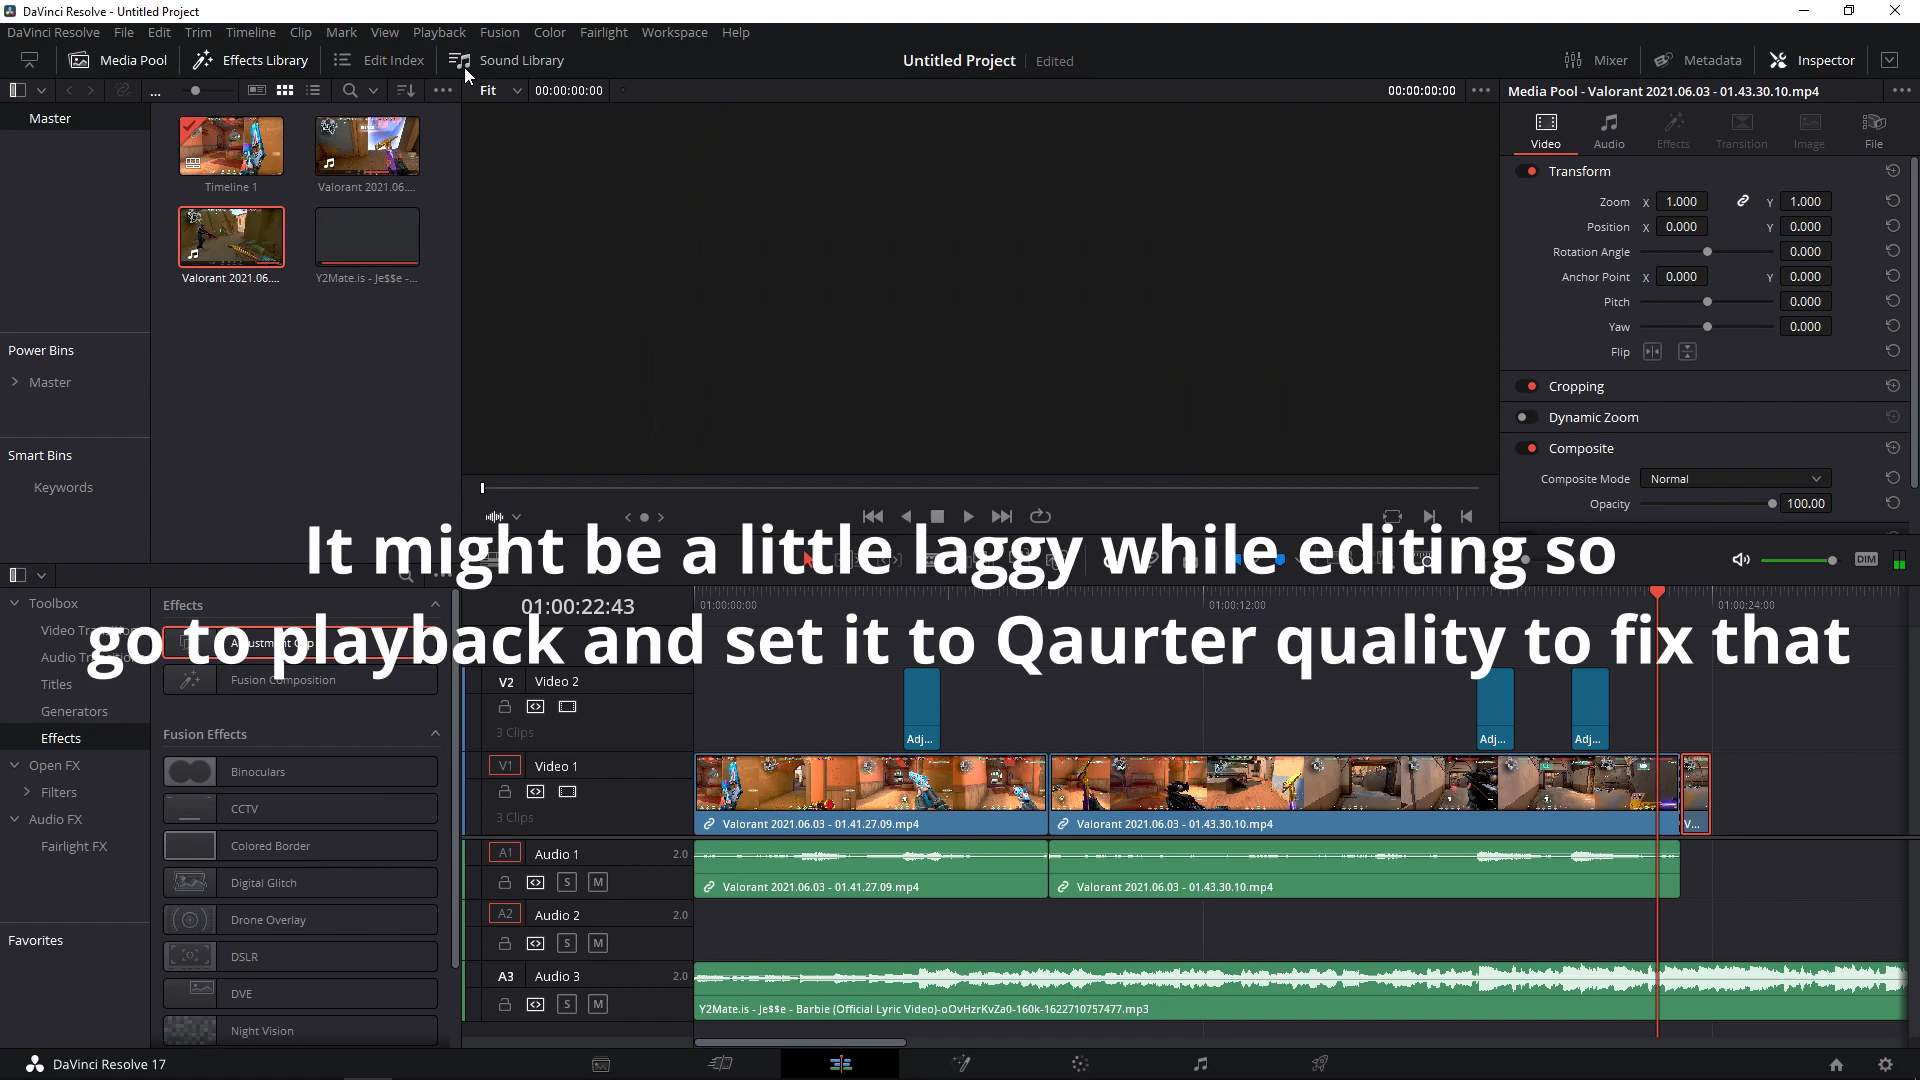 DaVinci Resolve - Untitled Project
DaVinci Resolve File Edit Trim Timeline Clip Mark View Playback Fusion Color Fairlight Workspace Help
Media Pool Effects Library Edit Index Sound Library Untitled Project Edited Mixer Metadata Inspector
... Fit 00:00:00:00 00:00:00:00 Media Pool - Valorant 2021.06.03 - 01.43.30.10.mp4
Master
Timeline 1 Valorant 2021.06....
Valorant 2021.06.... Y2Mate.is - Je$$e -...
Power Bins
Master
Smart Bins
Keywords
Video Audio Effects Transition Image File
Transform
Zoom X 1.000 Y 1.000
Position X 0.000 Y 0.000
Rotation Angle 0.000
Anchor Point X 0.000 Y 0.000
Pitch 0.000
Yaw 0.000
Flip
Cropping
Dynamic Zoom
Composite
Composite Mode Normal
Opacity 100.00
DIM
It might be a little laggy while editing so
go to playback and set it to Qaurter quality to fix that
Toolbox
Titles
Generators
Effects
Open FX
Filters
Audio FX
Fairlight FX
Favorites
Effects
Fusion Composition
Fusion Effects
Binoculars
CCTV
Colored Border
Digital Glitch
Drone Overlay
DSLR
DVE
Night Vision
01:00:22:43 01:00:00:00 01:00:12:00 01:00:24:00
V2 Video 2
3 Clips
Adj... Adj... Adj...
V1 Video 1
3 Clips
Valorant 2021.06.03 - 01.41.27.09.mp4 Valorant 2021.06.03 - 01.43.30.10.mp4 V...
A1 Audio 1 2.0
S M
Valorant 2021.06.03 - 01.41.27.09.mp4 Valorant 2021.06.03 - 01.43.30.10.mp4
A2 Audio 2 2.0
S M
A3 Audio 3 2.0
S M
Y2Mate.is - Je$$e - Barbie (Official Lyric Video)-oOvHzrKvZa0-160k-1622710757477.mp3
DaVinci Resolve 17